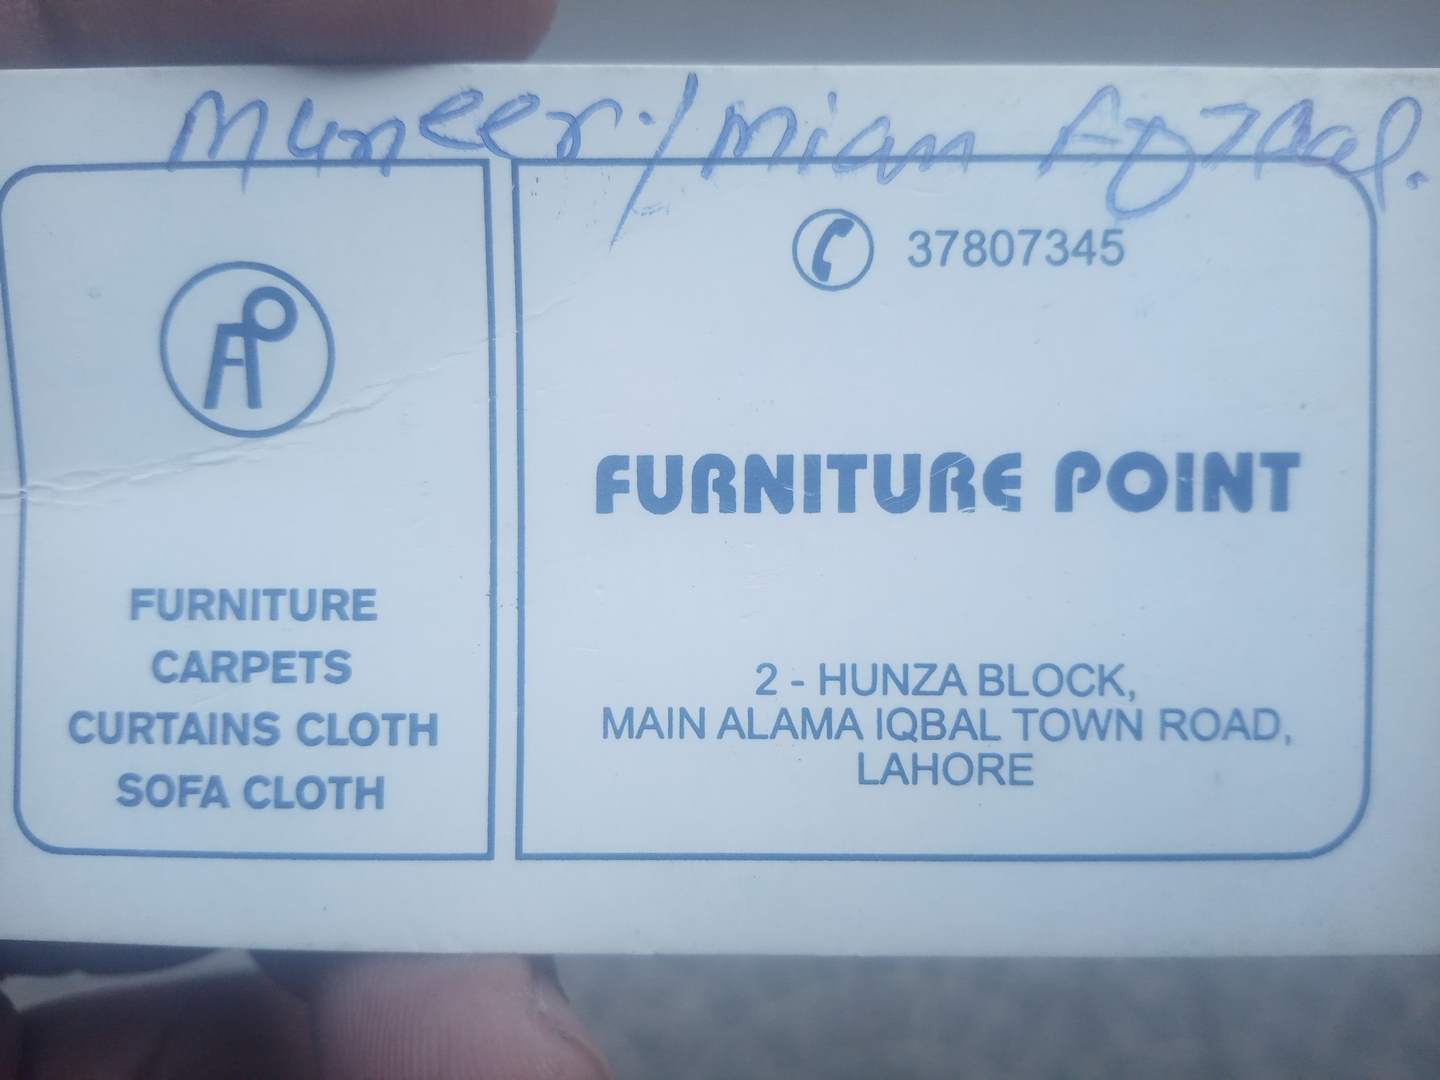 Muneer./Mian Afzaal.
37807345
FURNITURE POINT
2 - HUNZA BLOCK,
MAIN ALAMA IQBAL TOWN ROAD,
LAHORE
FURNITURE
CARPETS
CURTAINS CLOTH
SOFA CLOTH